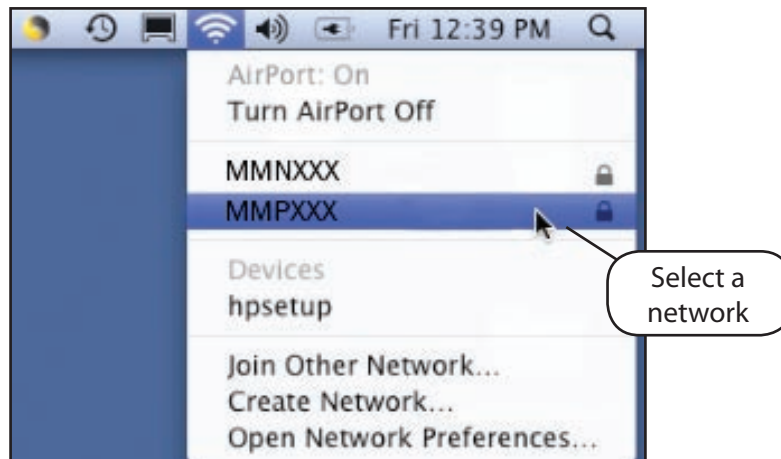 Fri 12:39 PM
AirPort: On
Turn AirPort Off
MMNXXX
MMPXXX
Devices
hpsetup
Join Other Network...
Create Network...
Open Network Preferences...
Select a
network